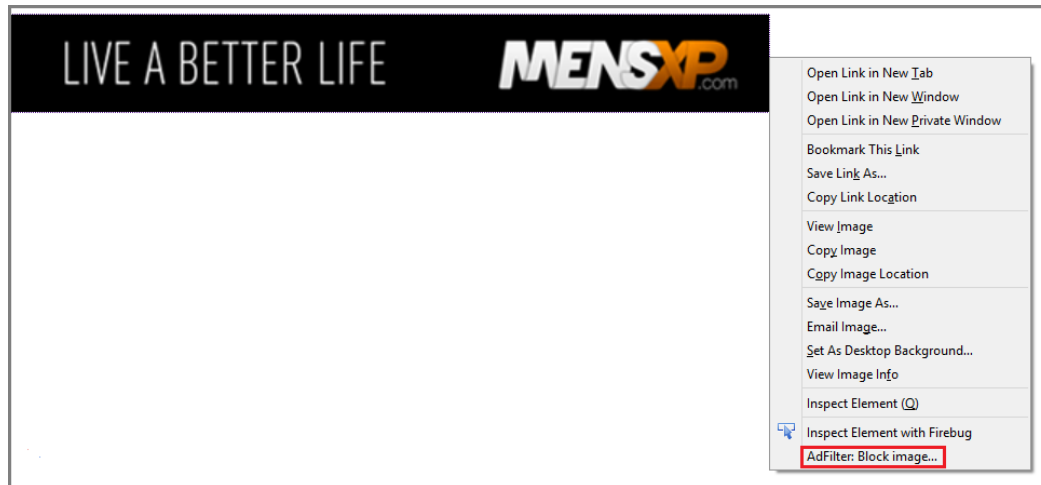 LIVE A BETTER LIFE
MENSXP.com
Open Link in New Tab
Open Link in New Window
Open Link in New Private Window
Bookmark This Link
Save Link As...
Copy Link Location
View Image
Copy Image
Copy Image Location
Save Image As...
Email Image...
Set As Desktop Background...
View Image Info
Inspect Element (Q)
Inspect Element with Firebug
AdFilter: Block image...